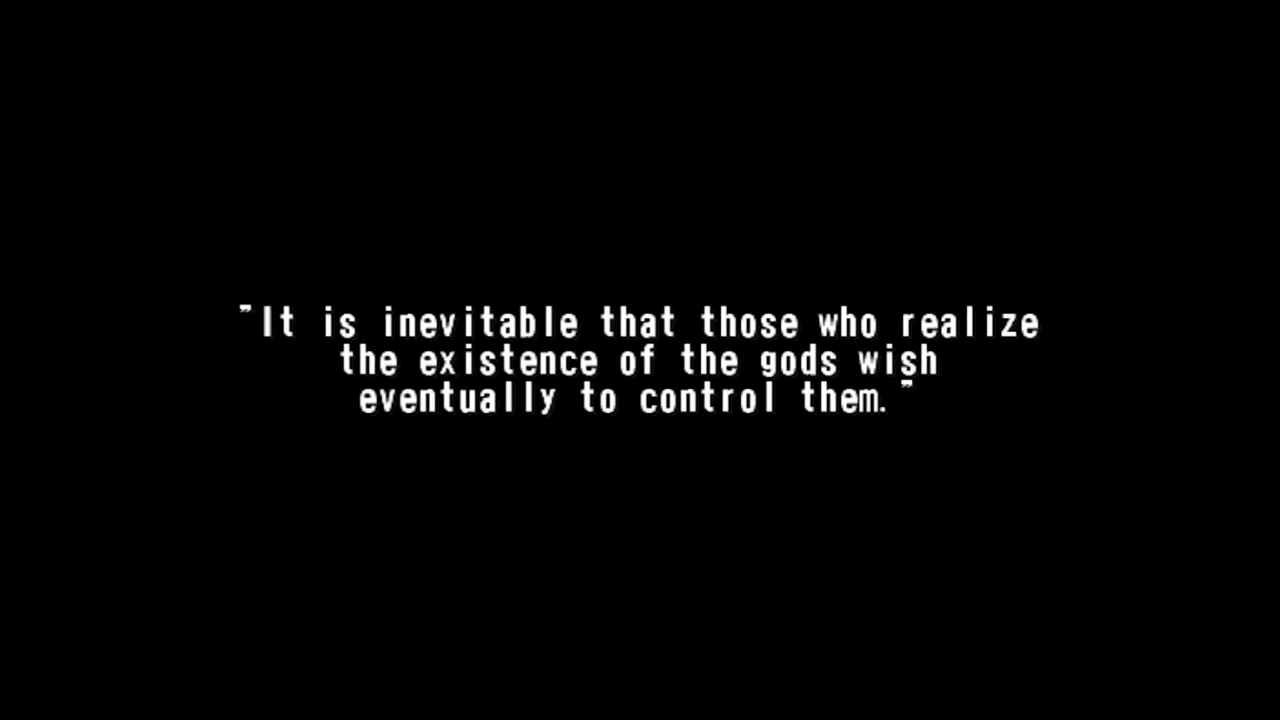 "It is inevitable that those who realize
the existence of the gods wish
eventually to control them."